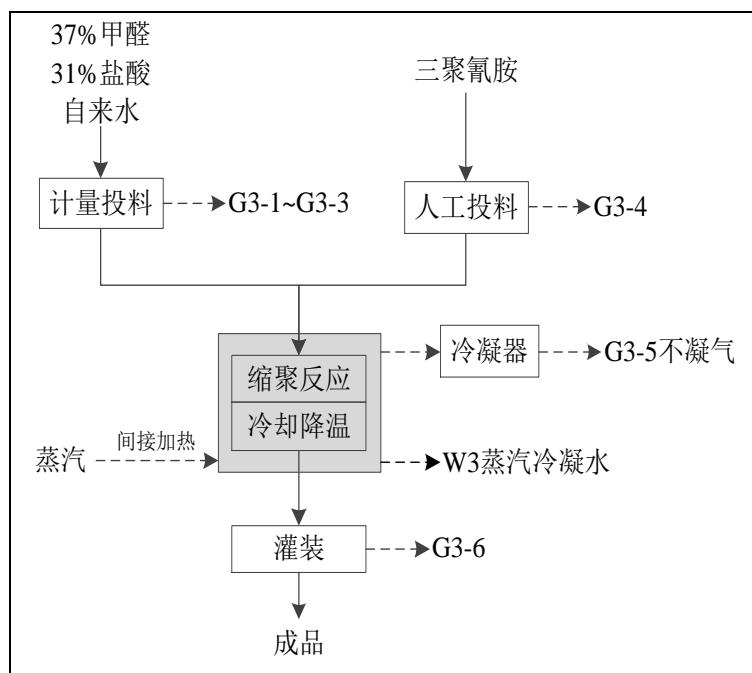 37%甲醛
31%盐酸
自来水
三聚氰胺
计量投料
G3-1~G3-3
人工投料
G3-4
冷凝器
G3-5不凝气
缩聚反应
冷却降温
蒸汽
间接加热
W3蒸汽冷凝水
灌装
G3-6
成品